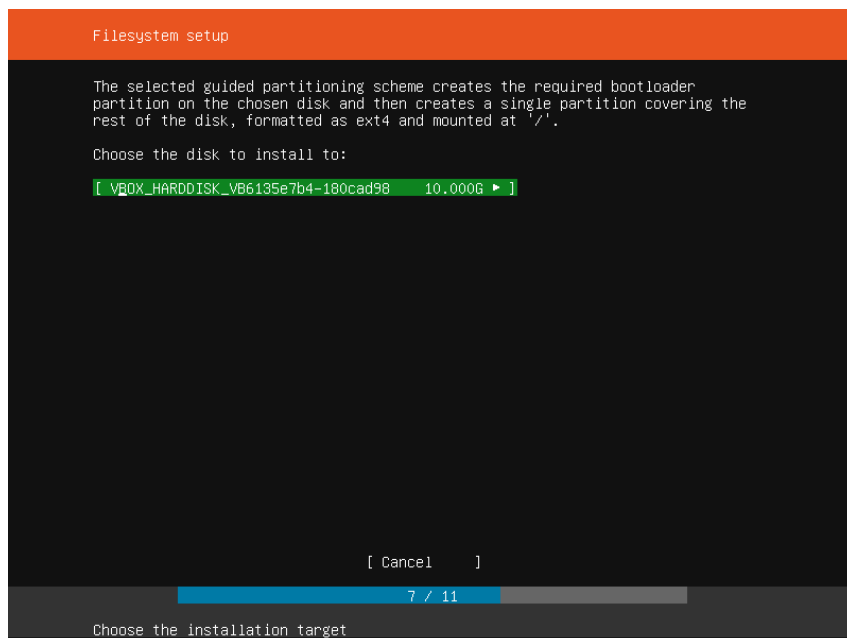 Filesystem setup
The selected guided partitioning scheme creates the required bootloader
partition on the chosen disk and then creates a single partition covering the
rest of the disk, formatted as ext4 and mounted at '/'.
Choose the disk to install to:
[ VBOX_HARDDISK_VB6135e7b4-180cad98    10.000G ► ]
[ Cancel    ]
7 / 11
Choose the installation target